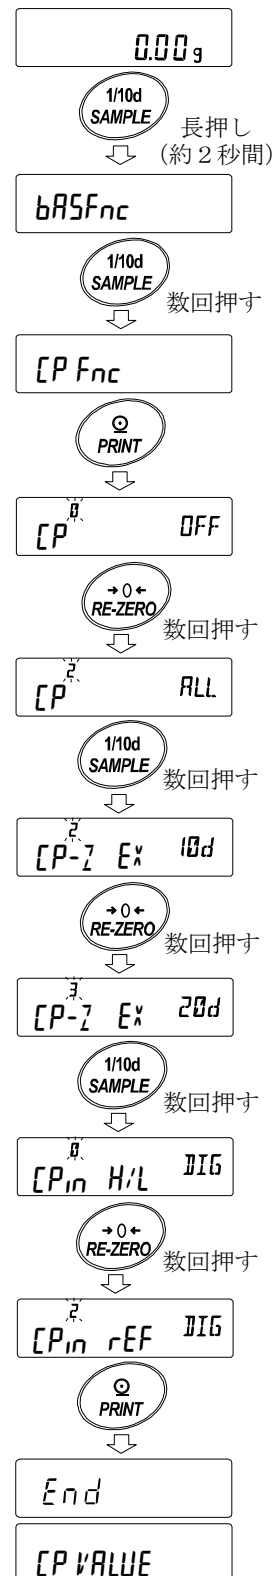 0.00 g
1/10d
SAMPLE
長押し
(約2秒間)
bASFnc
1/10d
SAMPLE
数回押す
CP Fnc
PRINT
0
CP OFF
→0←
RE-ZERO
数回押す
2
CP ALL
1/10d
SAMPLE
数回押す
2
CP-Z Ex 10d
→0←
RE-ZERO
数回押す
3
CP-Z Ex 20d
1/10d
SAMPLE
数回押す
0
CPin H/L DIG
→0←
RE-ZERO
数回押す
2
CPin rEF DIG
PRINT
End
CP VALUE